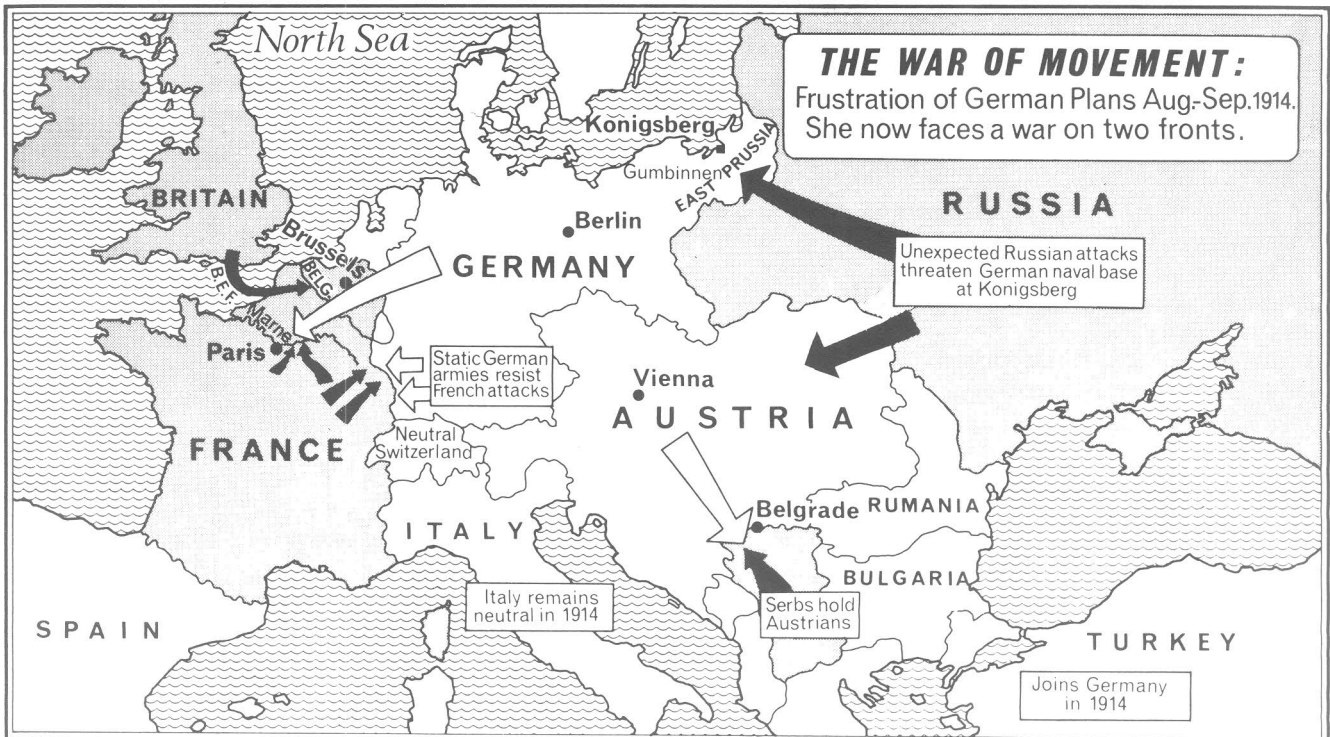 North Sea
THE WAR OF MOVEMENT:
Frustration of German Plans Aug-Sep.1914.
She now faces a war on two fronts.
Konigsberg
Gumbinnen
EAST PRUSSIA
BRITAIN
RUSSIA
Berlin
Brussels
BELG.
B.E.F.
GERMANY
Unexpected Russian attacks
threaten German naval base
at Konigsberg
Marne
Paris
Static German
armies resist
French attacks
Vienna
AUSTRIA
FRANCE
Neutral
Switzerland
Belgrade
RUMANIA
ITALY
BULGARIA
Italy remains
neutral in 1914
Serbs hold
Austrians
SPAIN
TURKEY
Joins Germany
in 1914